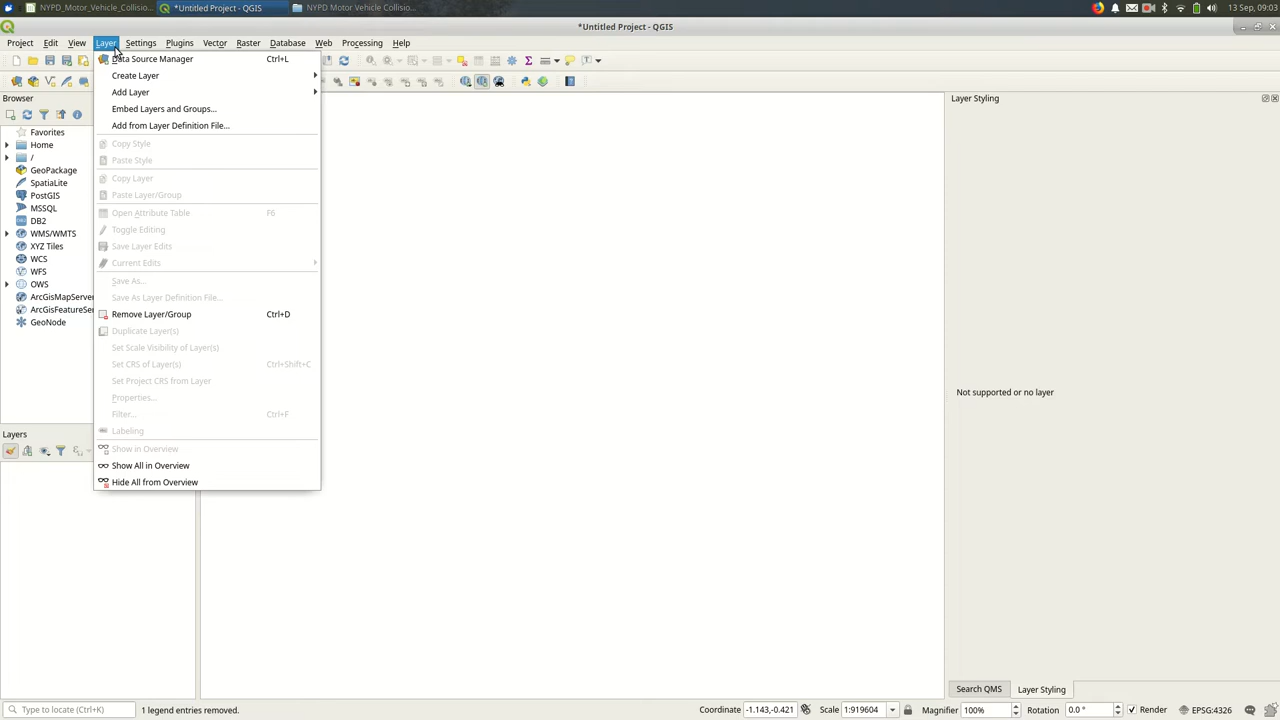 NYPD_Motor_Vehicle_Collisio...
*Untitled Project - QGIS
NYPD Motor Vehicle Collisio...
13 Sep, 09:03
*Untitled Project - QGIS
Project Edit View Layer Settings Plugins Vector Raster Database Web Processing Help
Data Source Manager Ctrl+L
Create Layer
Add Layer
Embed Layers and Groups...
Add from Layer Definition File...
Copy Style
Paste Style
Copy Layer
Paste Layer/Group
Open Attribute Table F6
Toggle Editing
Save Layer Edits
Current Edits
Save As...
Save As Layer Definition File...
Remove Layer/Group Ctrl+D
Duplicate Layer(s)
Set Scale Visibility of Layer(s)
Set CRS of Layer(s) Ctrl+Shift+C
Set Project CRS from Layer
Properties...
Filter... Ctrl+F
Labeling
Show in Overview
Show All in Overview
Hide All from Overview
Browser
Favorites
Home
/
GeoPackage
SpatiaLite
PostGIS
MSSQL
DB2
WMS/WMTS
XYZ Tiles
WCS
WFS
OWS
ArcGisMapServer
ArcGisFeatureSe
GeoNode
Layers
Layer Styling
Not supported or no layer
Search QMS Layer Styling
Type to locate (Ctrl+K)
1 legend entries removed.
Coordinate -1.143,-0.421
Scale 1:919604
Magnifier 100%
Rotation 0.0 °
Render
EPSG:4326